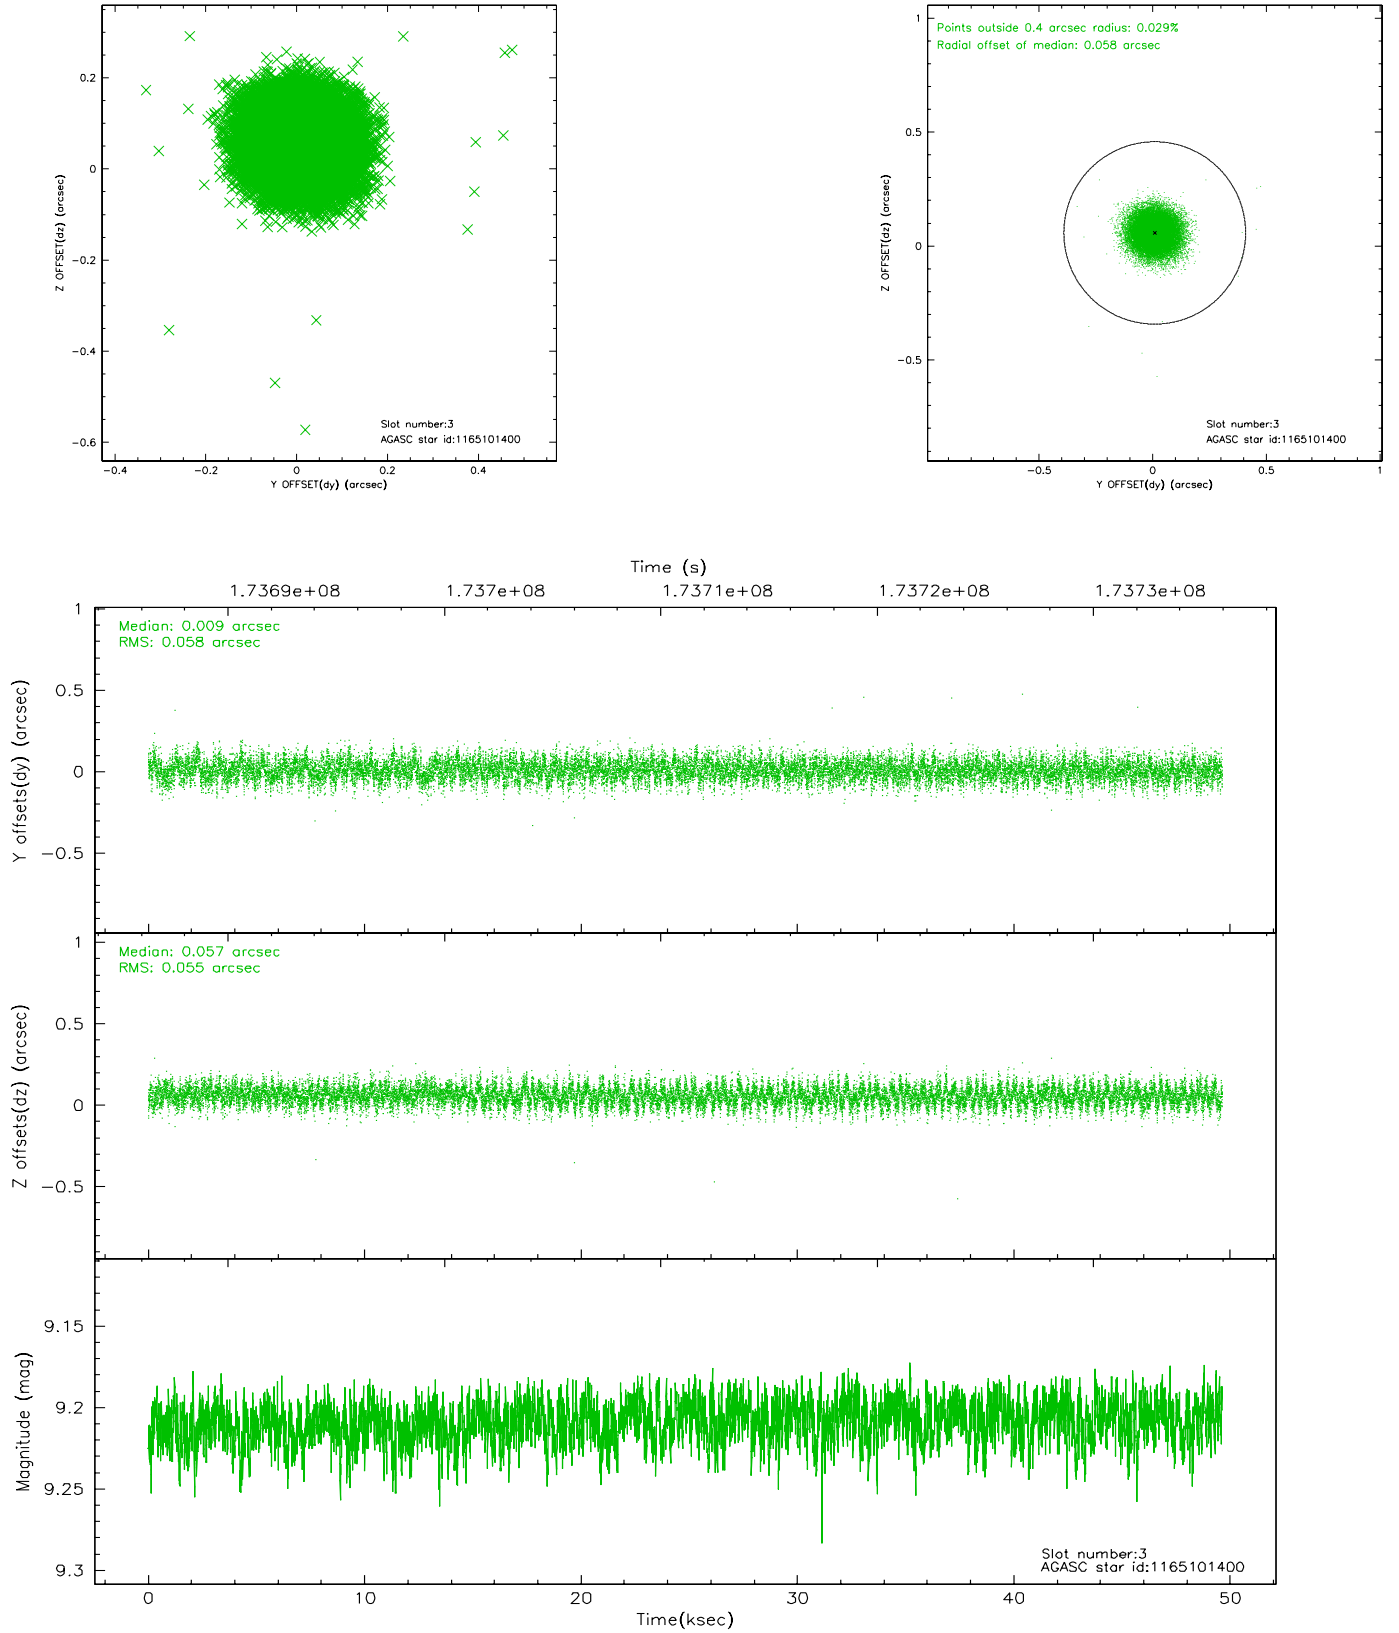 0.2
0
-0.2
-0.4
-0.6
Z OFFSET(dz) (arcsec)
-0.4 -0.2 0 0.2 0.4
Y OFFSET(dy) (arcsec)
Slot number:3
AGASC star id:1165101400
Points outside 0.4 arcsec radius: 0.029%
Radial offset of median: 0.058 arcsec
1
0.5
0
-0.5
Z OFFSET(dz) (arcsec)
-0.5 0 0.5 1
Y OFFSET(dy) (arcsec)
Slot number:3
AGASC star id:1165101400
Time (s)
1.7369e+08 1.737e+08 1.7371e+08 1.7372e+08 1.7373e+08
Median: 0.009 arcsec
RMS: 0.058 arcsec
1
0.5
0
-0.5
Y offsets(dy) (arcsec)
Median: 0.057 arcsec
RMS: 0.055 arcsec
1
0.5
0
-0.5
Z offsets(dz) (arcsec)
9.15
9.2
9.25
9.3
Magnitude (mag)
Slot number:3
AGASC star id:1165101400
0 10 20 30 40 50
Time(ksec)